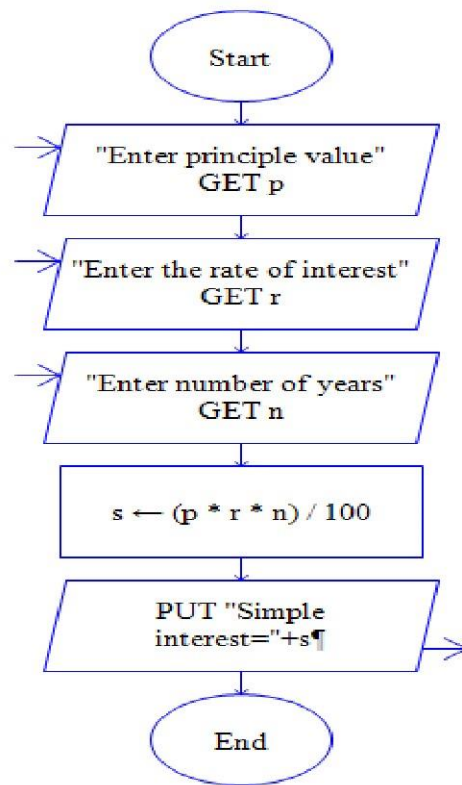 Start
"Enter principle value"
GET p
"Enter the rate of interest"
GET r
"Enter number of years"
GET n
s ← (p * r * n) / 100
PUT "Simple
interest="+s¶
End